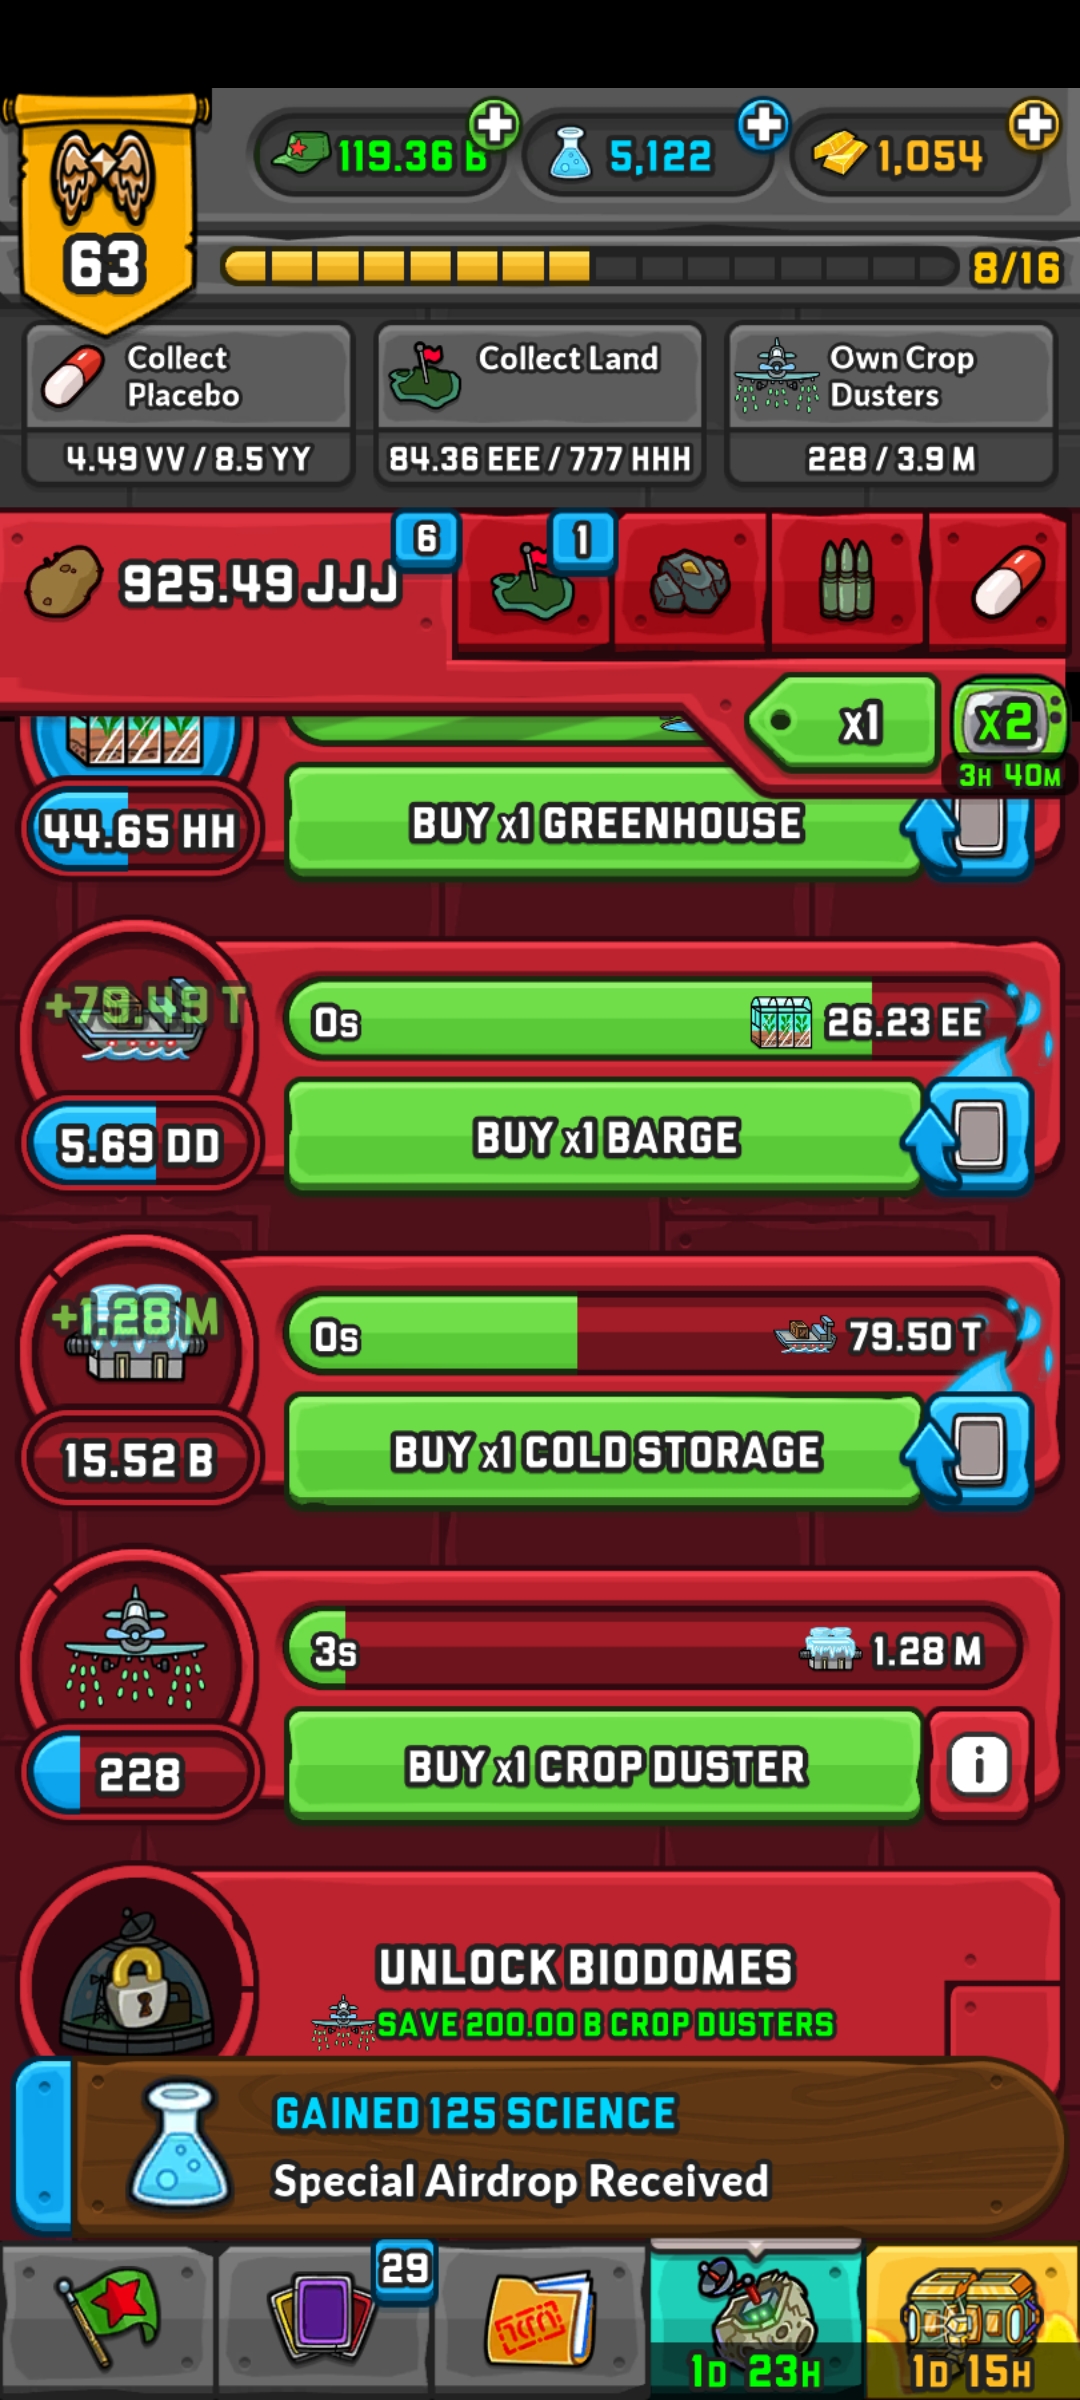 119.36 B
5,122
1,054
63
8/16
Collect
Placebo
Collect Land
Own Crop
Dusters
4.49 VV / 8.5 YY
84.36 EEE / 777 HHH
228 / 3.9 M
6
1
925.49 JJJ
x1
x2
3H 40M
44.65 HH
BUY x1 GREENHOUSE
+79.49 T
0s
26.23 EE
5.69 DD
BUY x1 BARGE
+1.28 M
0s
79.50 T
15.52 B
BUY x1 COLD STORAGE
3s
1.28 M
228
BUY x1 CROP DUSTER
i
UNLOCK BIODOMES
SAVE 200.00 B CROP DUSTERS
GAINED 125 SCIENCE
Special Airdrop Received
29
1D 23H
1D 15H